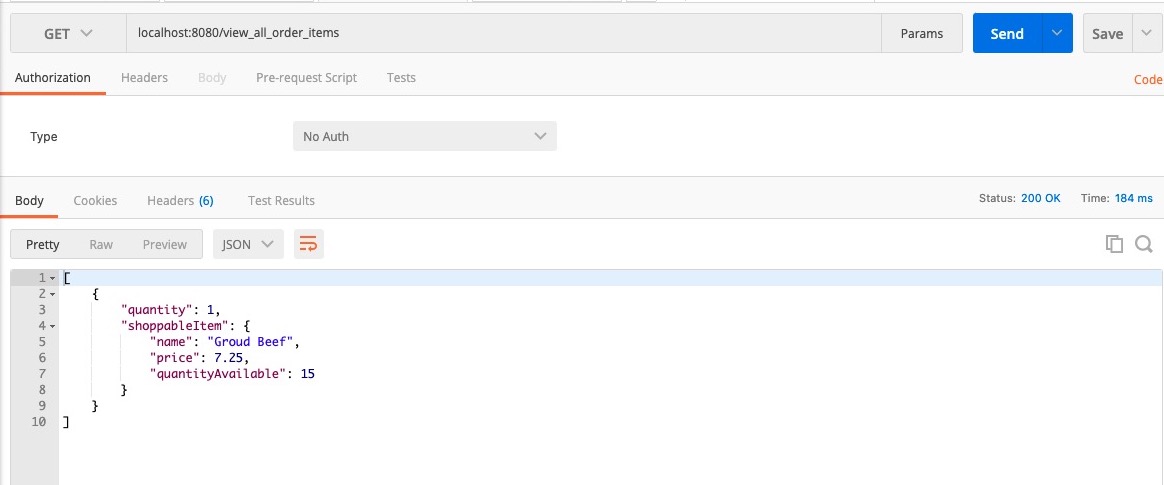 GET localhost:8080/view_all_order_items Params Send Save
Authorization Headers Body Pre-request Script Tests Code
Type No Auth
Body Cookies Headers (6) Test Results Status: 200 OK Time: 184 ms
Pretty Raw Preview JSON
1 [
2 {
3 "quantity": 1,
4 "shoppableItem": {
5 "name": "Groud Beef",
6 "price": 7.25,
7 "quantityAvailable": 15
8 }
9 }
10 ]